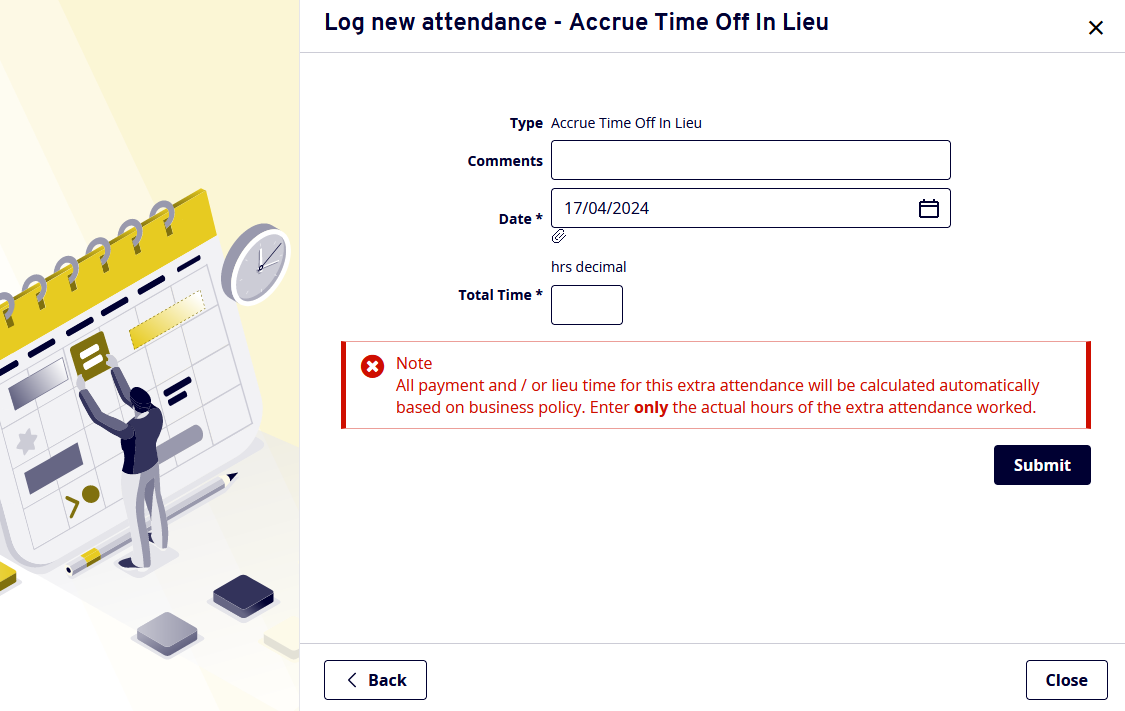 Log new attendance - Accrue Time Off In Lieu
Type Accrue Time Off In Lieu
Comments
Date * 17/04/2024
hrs decimal
Total Time *
Note
All payment and / or lieu time for this extra attendance will be calculated automatically
based on business policy. Enter only the actual hours of the extra attendance worked.
Submit
Back
Close